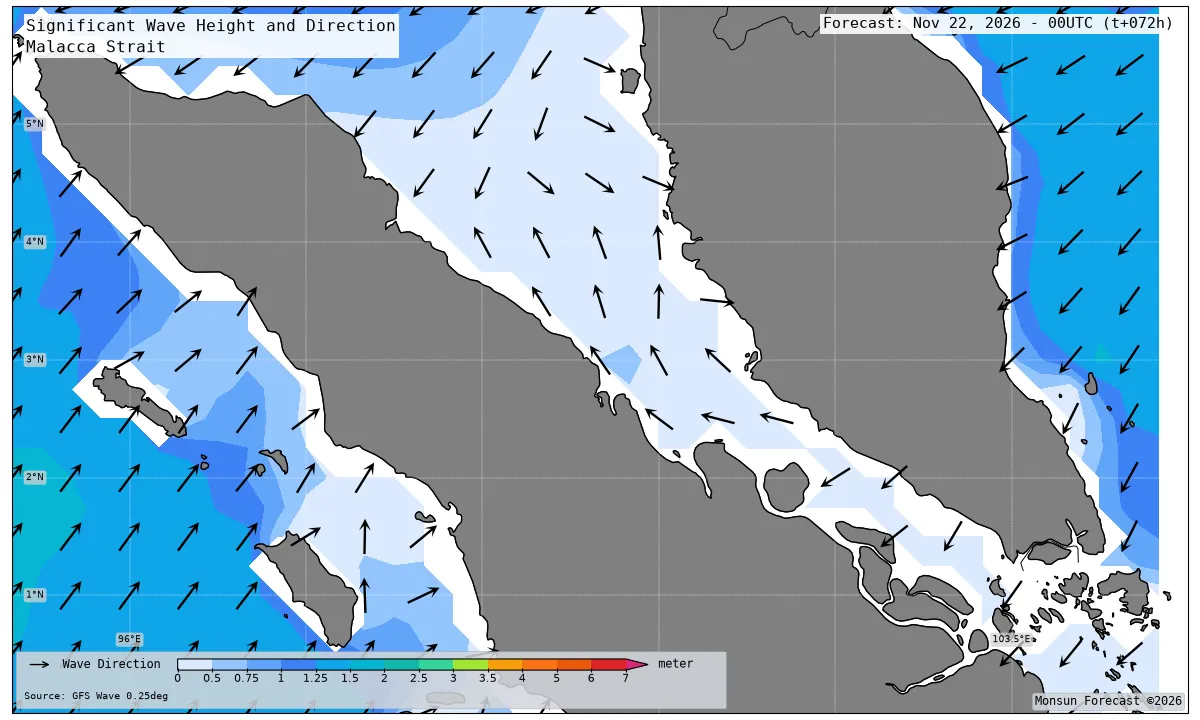 Significant Wave Height and Direction
Malacca Strait
Forecast: Nov 22, 2026 - 00UTC (t+072h)
5°N
4°N
3°N
2°N
1°N
96°E
103.5°E
Wave Direction
meter
0 0.5 0.75 1 1.25 1.5 2 2.5 3 3.5 4 5 6 7
Source: GFS Wave 0.25deg
Monsun Forecast ©2026